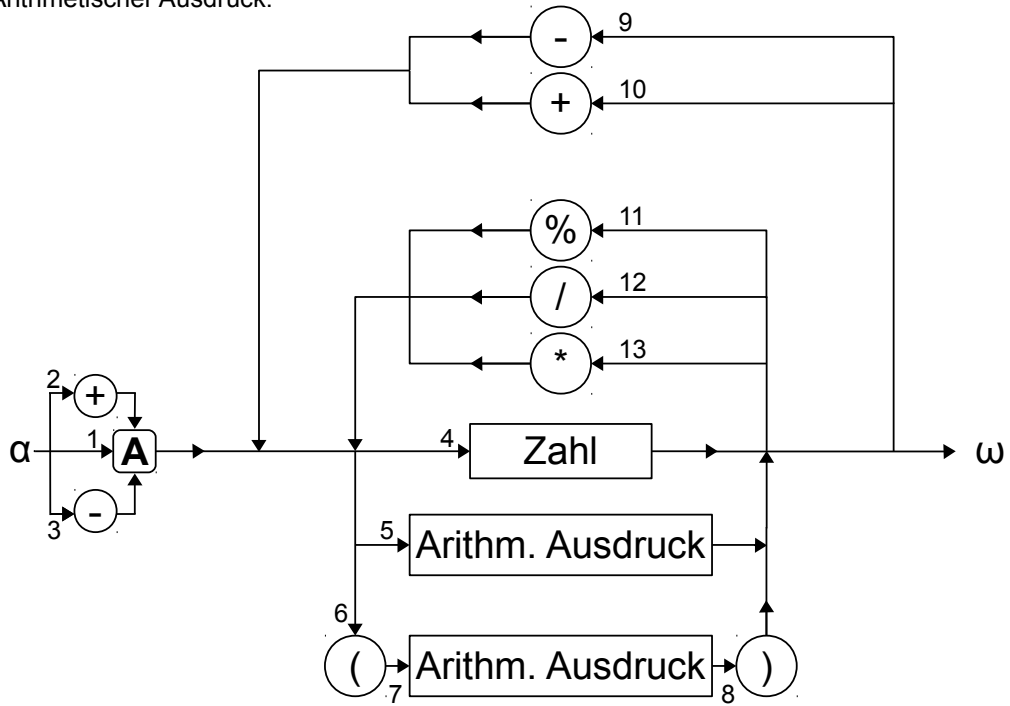 Arithmetischer Ausdruck:
- 9
+ 10
% 11
/ 12
* 13
2 +
α 1 A 4 Zahl ω
3 -
5 Arithm. Ausdruck
6
( 7 Arithm. Ausdruck 8 )